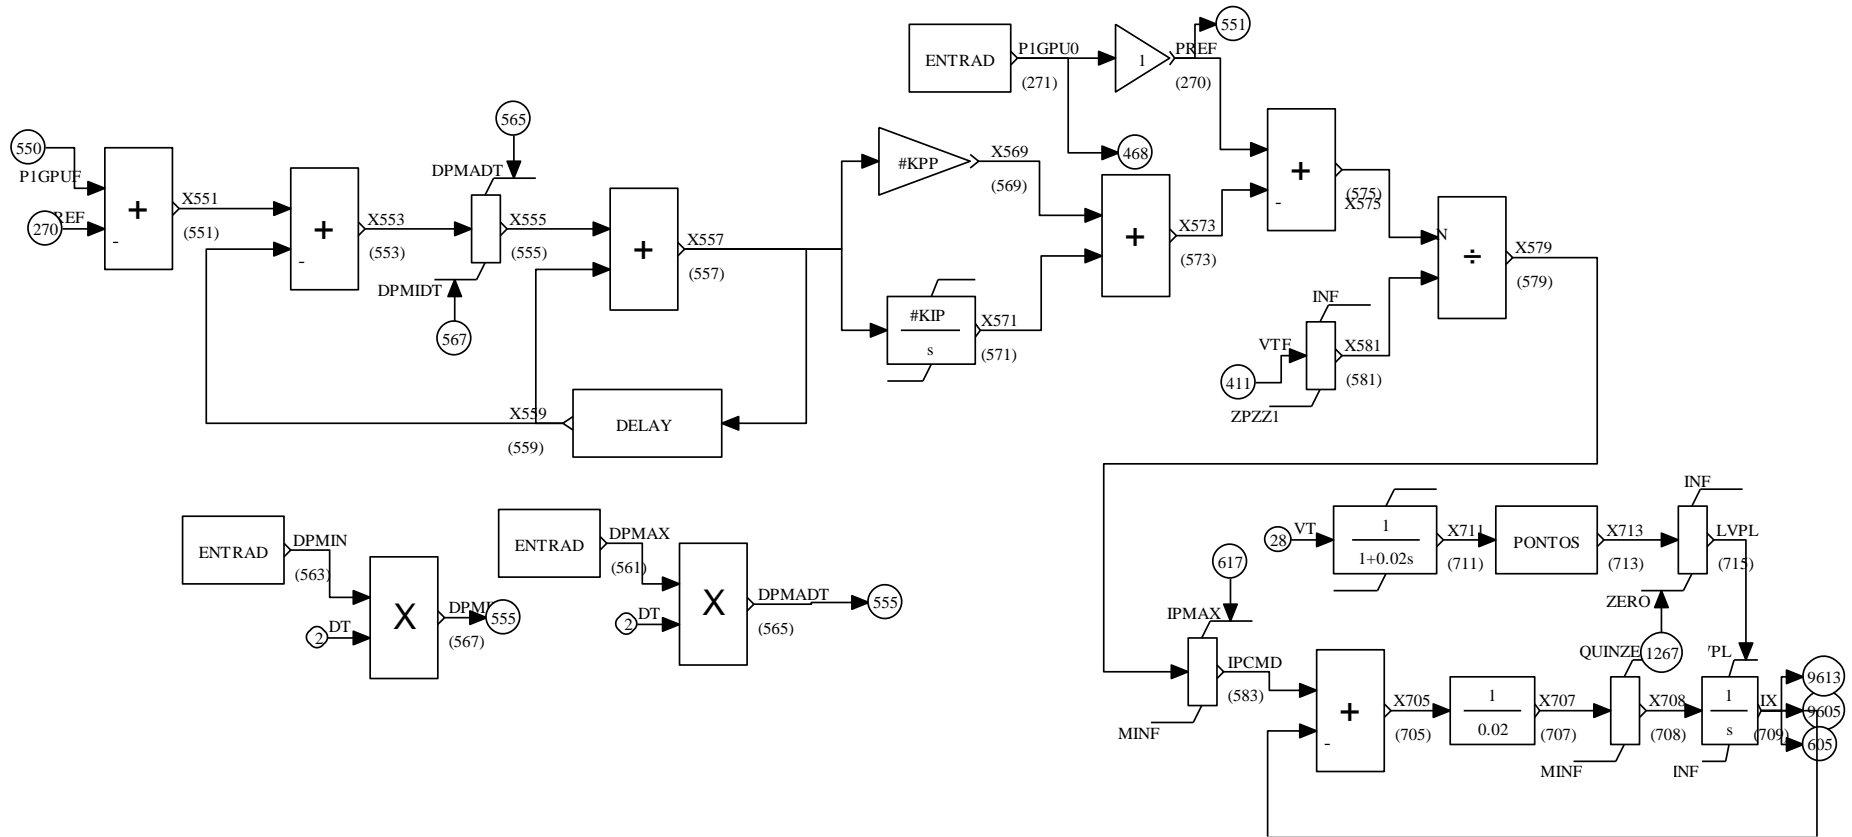 551
ENTRAD
P1GPU0
(271)
1
PREF
(270)
468
565
DPMADT
550
P1GPUF
270
REF
+
-
X551
(551)
+
-
X553
(553)
X555
(555)
DPMIDT
567
+
X557
(557)
#KPP
X569
(569)
#KIP
s
X571
(571)
+
X573
(573)
+
-
(575)
X575
N
÷
X579
(579)
INF
VTF
411
X581
(581)
ZPZZ1
X559
(559)
DELAY
ENTRAD
DPMIN
(563)
2
DT
X
(567)
555
ENTRAD
DPMAX
(561)
2
DT
X
DPMADT
(565)
555
28
VT
1
1+0.02s
X711
(711)
PONTOS
X713
(713)
INF
LVPL
(715)
ZERO
1267
617
IPMAX
IPCMD
(583)
MINF
+
-
X705
(705)
1
0.02
X707
(707)
QUINZE
X708
(708)
MINF
VPL
1
s
INF
IX
(709)
9613
9605
605